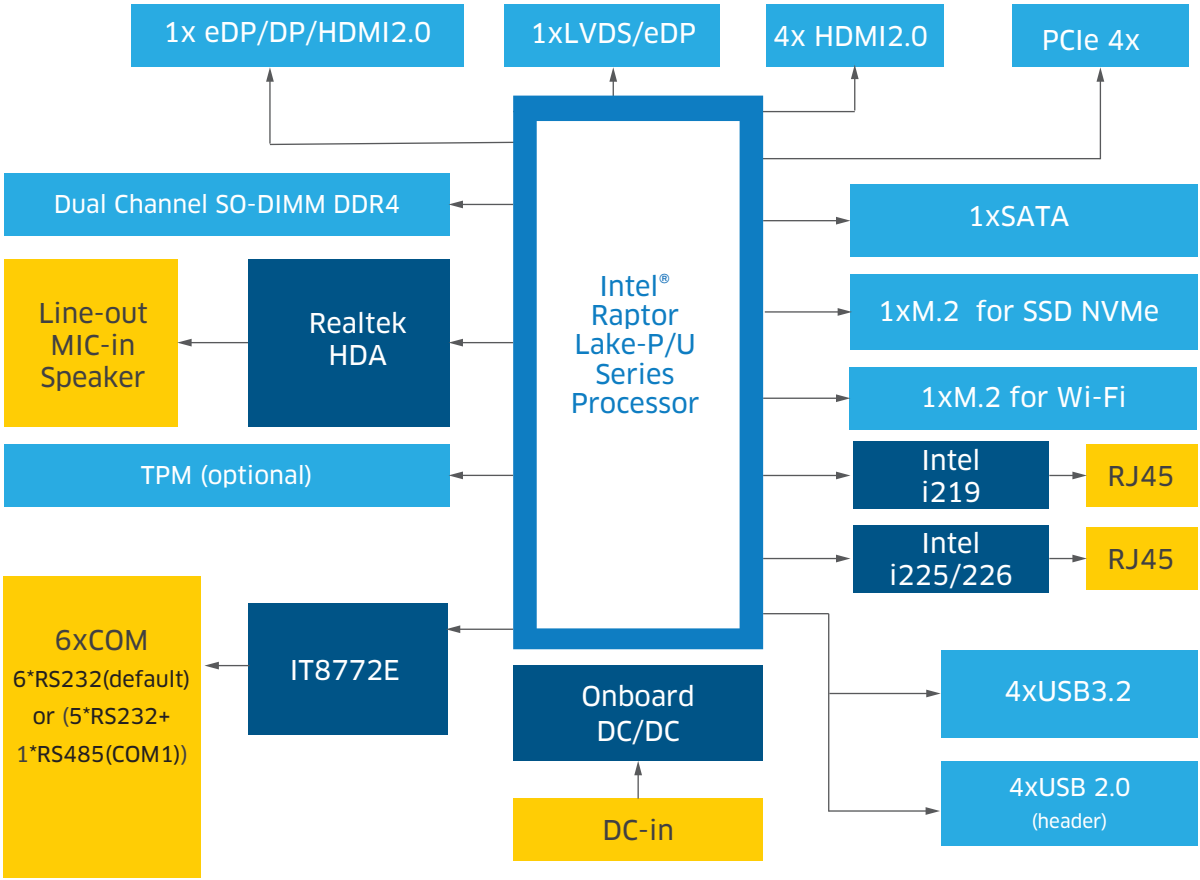 1x eDP/DP/HDMI2.0
1xLVDS/eDP
4x HDMI2.0
PCIe 4x
Dual Channel SO-DIMM DDR4
1xSATA
Line-out
MIC-in
Speaker
Realtek
HDA
Intel®
Raptor
Lake-P/U
Series
Processor
1xM.2 for SSD NVMe
1xM.2 for Wi-Fi
TPM (optional)
Intel
i219
RJ45
Intel
i225/226
RJ45
6xCOM
6*RS232(default)
or (5*RS232+
1*RS485(COM1))
IT8772E
Onboard
DC/DC
4xUSB3.2
DC-in
4xUSB 2.0
(header)